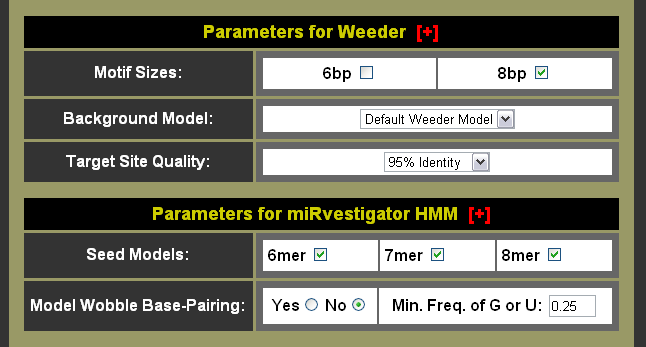 Parameters for Weeder [+]
Motif Sizes: 6bp 8bp
Background Model: Default Weeder Model
Target Site Quality: 95% Identity
Parameters for miRvestigator HMM [+]
Seed Models: 6mer 7mer 8mer
Model Wobble Base-Pairing: Yes No Min. Freq. of G or U: 0.25